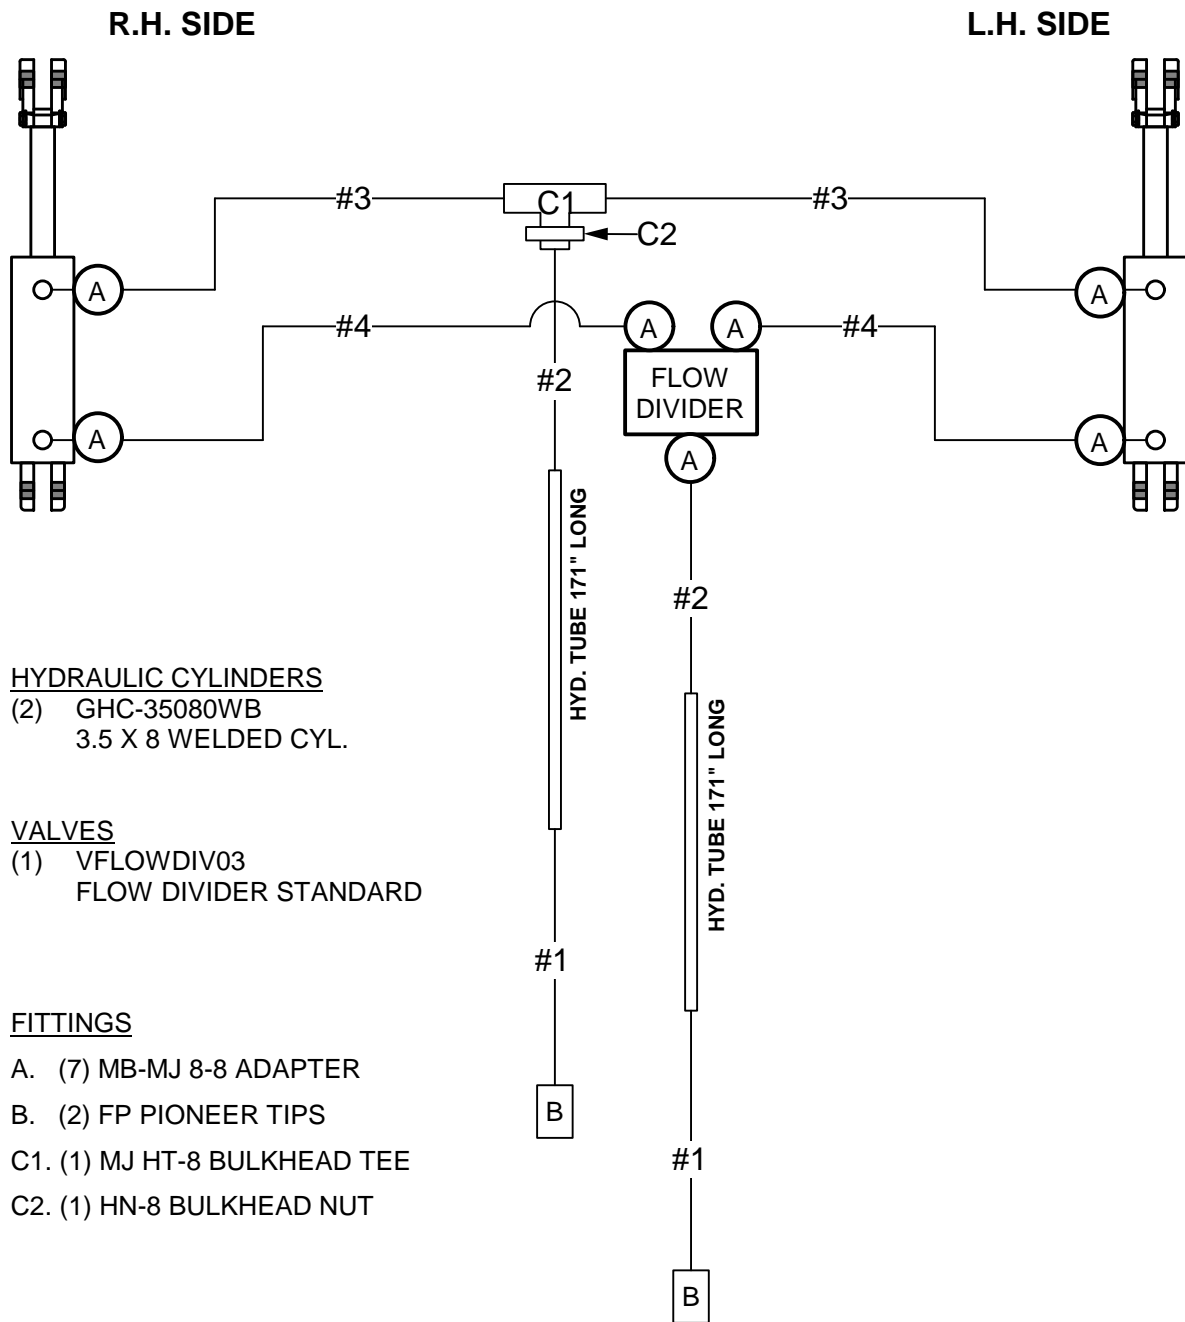 R.H. SIDE
L.H. SIDE
#3
C1
#3
C2
A
A
#4
A
A
#4
#2
FLOW
DIVIDER
A
A
A
HYD. TUBE 171" LONG
#2
HYDRAULIC CYLINDERS
(2) GHC-35080WB
3.5 X 8 WELDED CYL.
HYD. TUBE 171" LONG
VALVES
(1) VFLOWDIV03
FLOW DIVIDER STANDARD
#1
FITTINGS
A. (7) MB-MJ 8-8 ADAPTER
B. (2) FP PIONEER TIPS
B
C1. (1) MJ HT-8 BULKHEAD TEE
#1
C2. (1) HN-8 BULKHEAD NUT
B